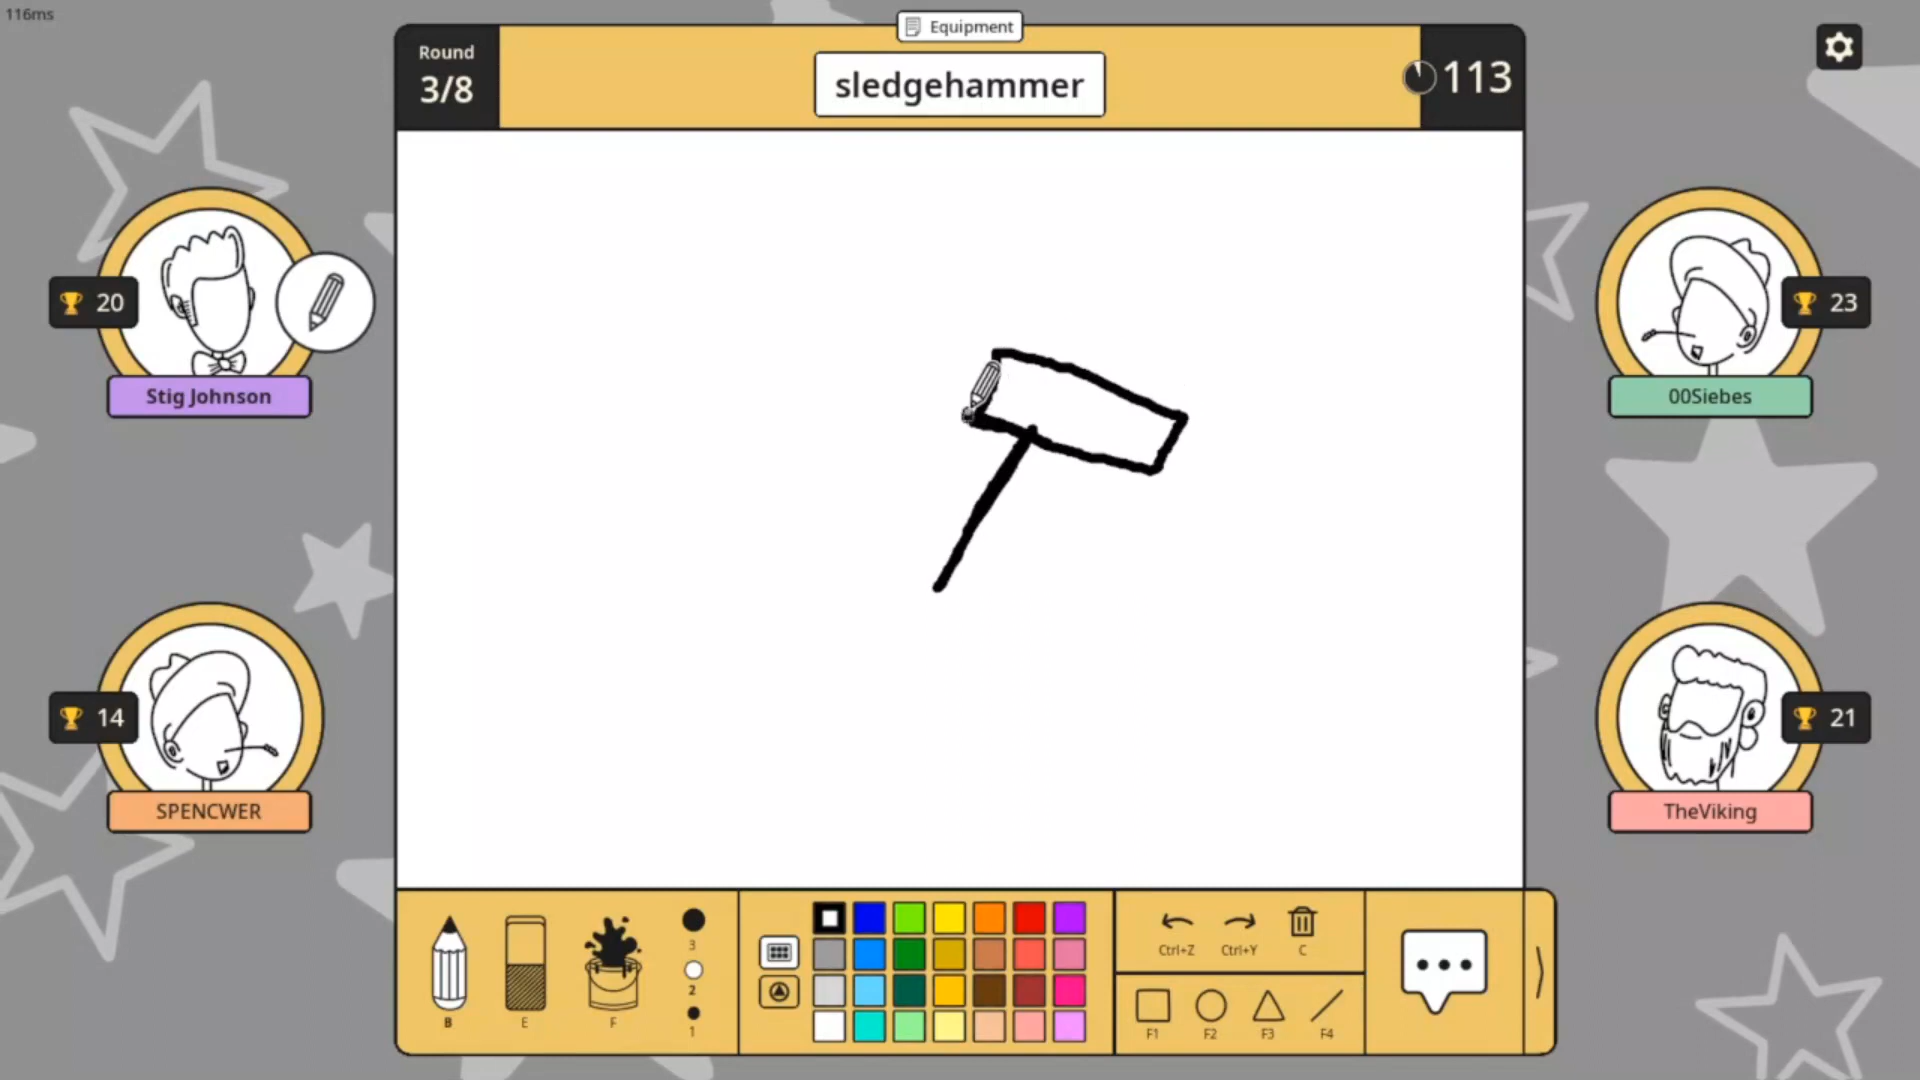 116ms
Equipment
Round
3/8
sledgehammer
113
20
Stig Johnson
23
00Siebes
14
SPENCWER
21
TheViking
B
E
F
3
2
1
Ctrl+Z
Ctrl+Y
C
F1
F2
F3
F4